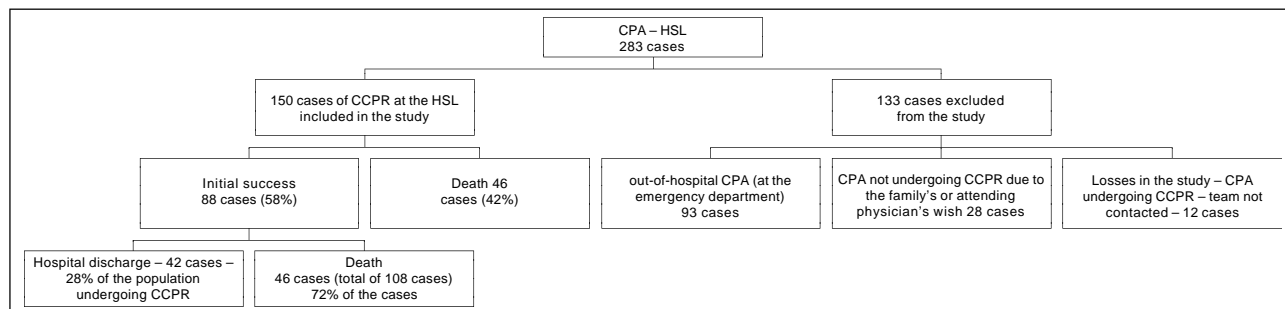 CPA – HSL
283 cases
150 cases of CCPR at the HSL
included in the study
133 cases excluded
from the study
Initial success
88 cases (58%)
Death 46
cases (42%)
out-of-hospital CPA (at the
emergency department)
93 cases
CPA not undergoing CCPR due to
the family's or attending
physician's wish 28 cases
Losses in the study – CPA
undergoing CCPR – team not
contacted – 12 cases
Hospital discharge – 42 cases –
28% of the population
undergoing CCPR
Death
46 cases (total of 108 cases)
72% of the cases